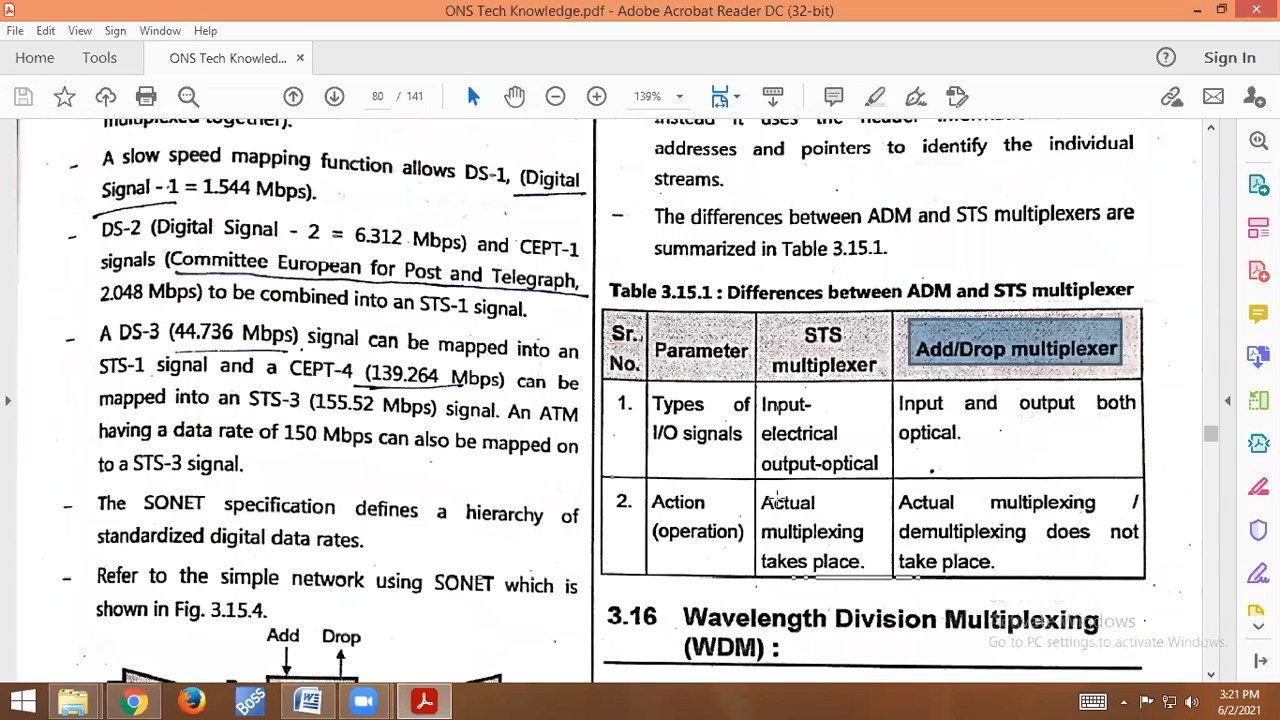 ONS Tech Knowledge.pdf - Adobe Acrobat Reader DC (32-bit)
File Edit View Sign Window Help
Home Tools ONS Tech Knowled... × Sign In
80 / 141 139%
multiplexed together).
- A slow speed mapping function allows DS-1, (Digital
Signal - 1 = 1.544 Mbps).
- DS-2 (Digital Signal - 2 = 6.312 Mbps) and CEPT-1
signals (Committee European for Post and Telegraph,
2.048 Mbps) to be combined into an STS-1 signal.
- A DS-3 (44.736 Mbps) signal can be mapped into an
STS-1 signal and a CEPT-4 (139.264 Mbps) can be
mapped into an STS-3 (155.52 Mbps) signal. An ATM
having a data rate of 150 Mbps can also be mapped on
to a STS-3 signal.
- The SONET specification defines a hierarchy of
standardized digital data rates.
- Refer to the simple network using SONET which is
shown in Fig. 3.15.4.
Add Drop
instead it uses the header
addresses and pointers to identify the individual
streams.
- The differences between ADM and STS multiplexers are
summarized in Table 3.15.1.
Table 3.15.1 : Differences between ADM and STS multiplexer
Sr. No. Parameter STS multiplexer Add/Drop multiplexer
1. Types of I/O signals Input-electrical output-optical Input and output both optical.
2. Action (operation) Actual multiplexing takes place. Actual multiplexing / demultiplexing does not take place.
3.16 Wavelength Division Multiplexing
(WDM) :
Activate Windows
Go to PC settings to activate Windows.
BOSS
3:21 PM
6/2/2021